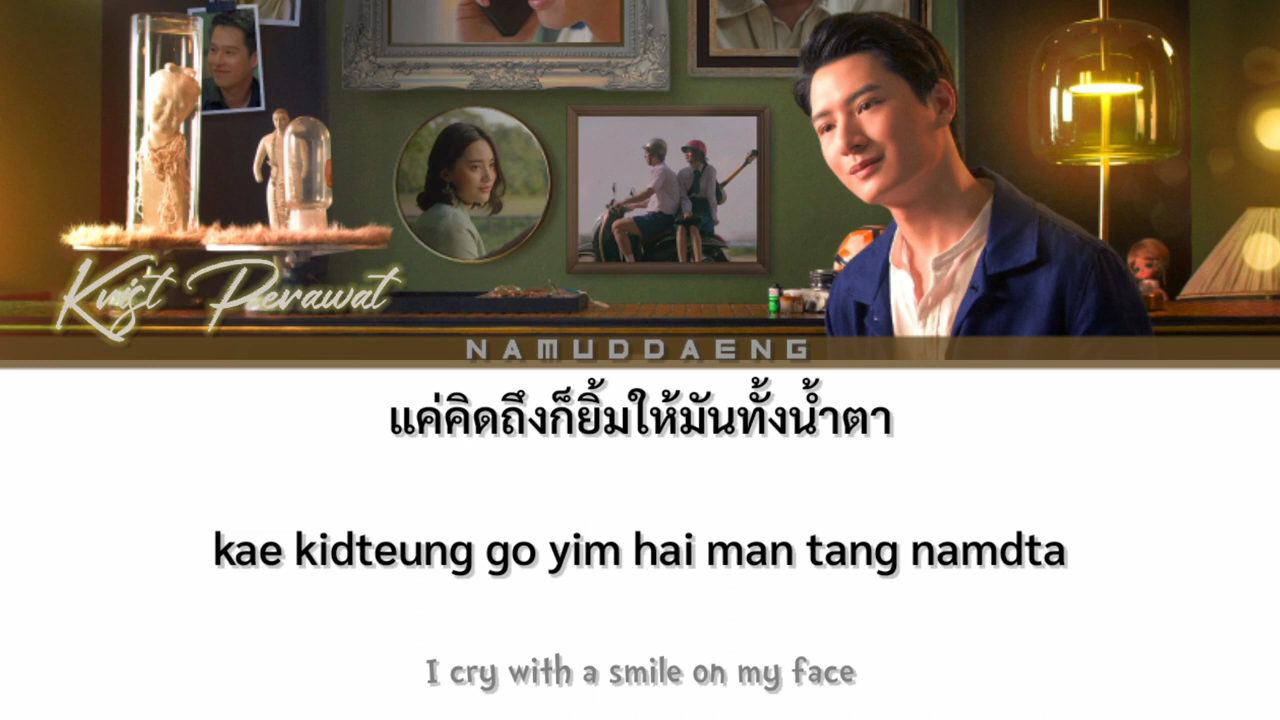 Krist Perawat
NAMUDDAENG
แค่คิดถึงก็ยิ้มให้มันทั้งน้ำตา
kae kidteung go yim hai man tang namdta
I cry with a smile on my face